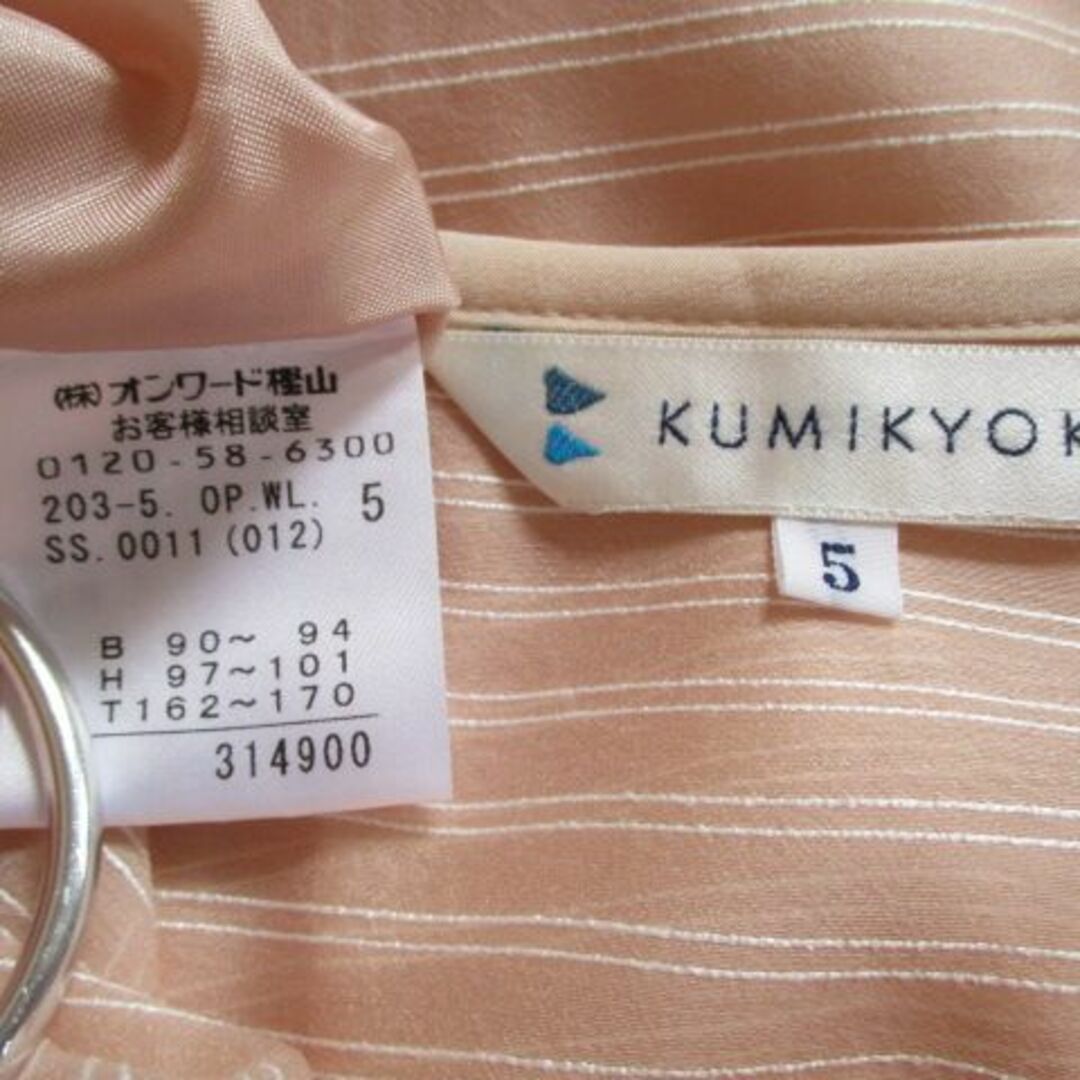 (株)オンワード樫山
お客様相談室
0120-58-6300
203-5. OP.WL. 5
SS.0011(012)
B 90～ 94
H 97～101
T162～170
314900
KUMIKYOK
5